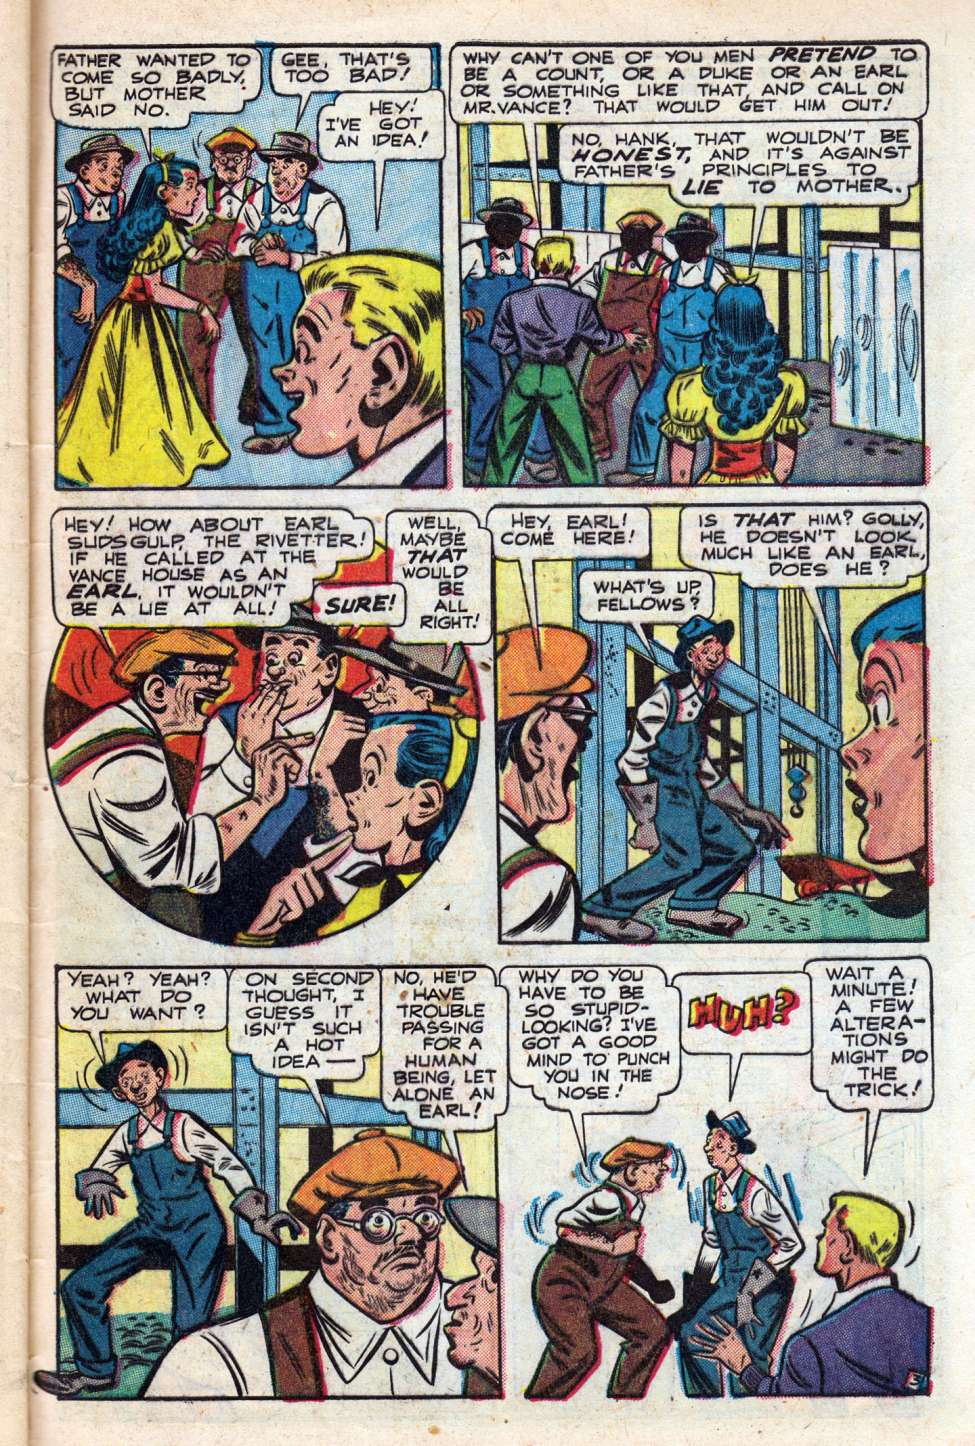 FATHER WANTED TO
COME SO BADLY,
BUT MOTHER
SAID NO.
GEE, THAT'S
TOO BAD!
HEY!
I'VE GOT
AN IDEA!
WHY CAN'T ONE OF YOU MEN PRETEND TO
BE A COUNT, OR A DUKE OR AN EARL
OR SOMETHING LIKE THAT, AND CALL ON
MR. VANCE? THAT WOULD GET HIM OUT!
NO, HANK, THAT WOULDN'T BE
HONEST, AND IT'S AGAINST
FATHER'S PRINCIPLES TO
LIE TO MOTHER.
HEY! HOW ABOUT EARL
SLIDSGULP, THE RIVETTER!
IF HE CALLED AT THE
VANCE HOUSE AS AN
EARL, IT WOULDN'T
BE A LIE AT ALL!
SURE!
WELL,
MAYBE
THAT
WOULD
BE
ALL
RIGHT!
HEY, EARL!
COME HERE!
WHAT'S UP,
FELLOWS?
IS THAT HIM? GOLLY,
HE DOESN'T LOOK
MUCH LIKE AN EARL,
DOES HE?
YEAH? YEAH?
WHAT DO
YOU WANT?
ON SECOND
THOUGHT, I
GUESS IT
ISN'T SUCH
A HOT
IDEA—
NO, HE'D
HAVE
TROUBLE
PASSING
FOR A
HUMAN
BEING, LET
ALONE AN
EARL!
WHY DO YOU
HAVE TO BE
SO STUPID-
LOOKING? I'VE
GOT A GOOD
MIND TO PUNCH
YOU IN THE
NOSE!
HUH?
WAIT A
MINUTE!
A FEW
ALTERA-
TIONS
MIGHT DO
THE
TRICK!
3